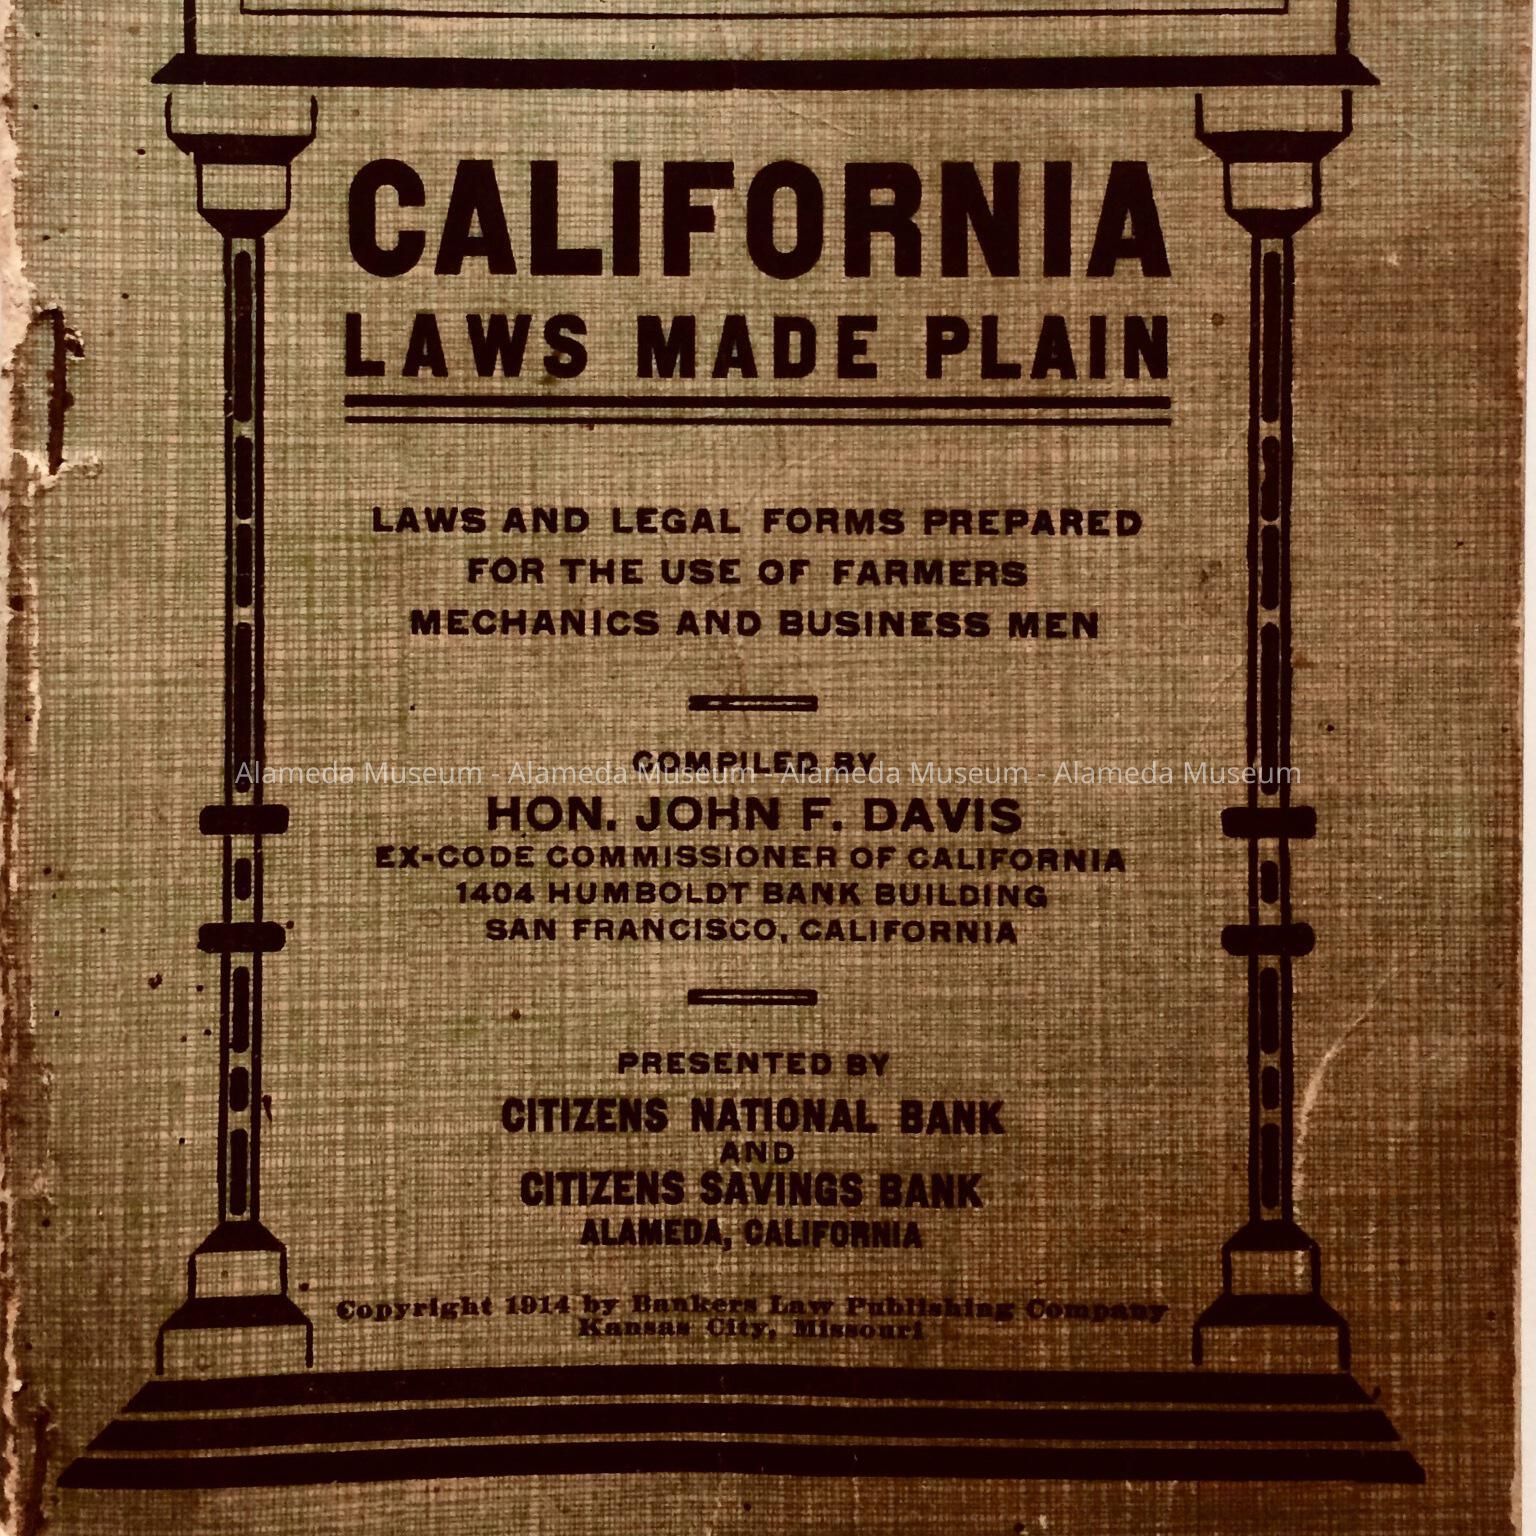 CALIFORNIA
LAWS MADE PLAIN
LAWS AND LEGAL FORMS PREPARED
FOR THE USE OF FARMERS
MECHANICS AND BUSINESS MEN
COMPILED BY
Alameda Museum - Alameda Museum - Alameda Museum - Alameda Museum
HON. JOHN F. DAVIS
EX-CODE COMMISSIONER OF CALIFORNIA
1404 HUMBOLDT BANK BUILDING
SAN FRANCISCO, CALIFORNIA
PRESENTED BY
CITIZENS NATIONAL BANK
AND
CITIZENS SAVINGS BANK
ALAMEDA, CALIFORNIA
Copyright 1914 by Bankers Law Publishing Company
Kansas City, Missouri